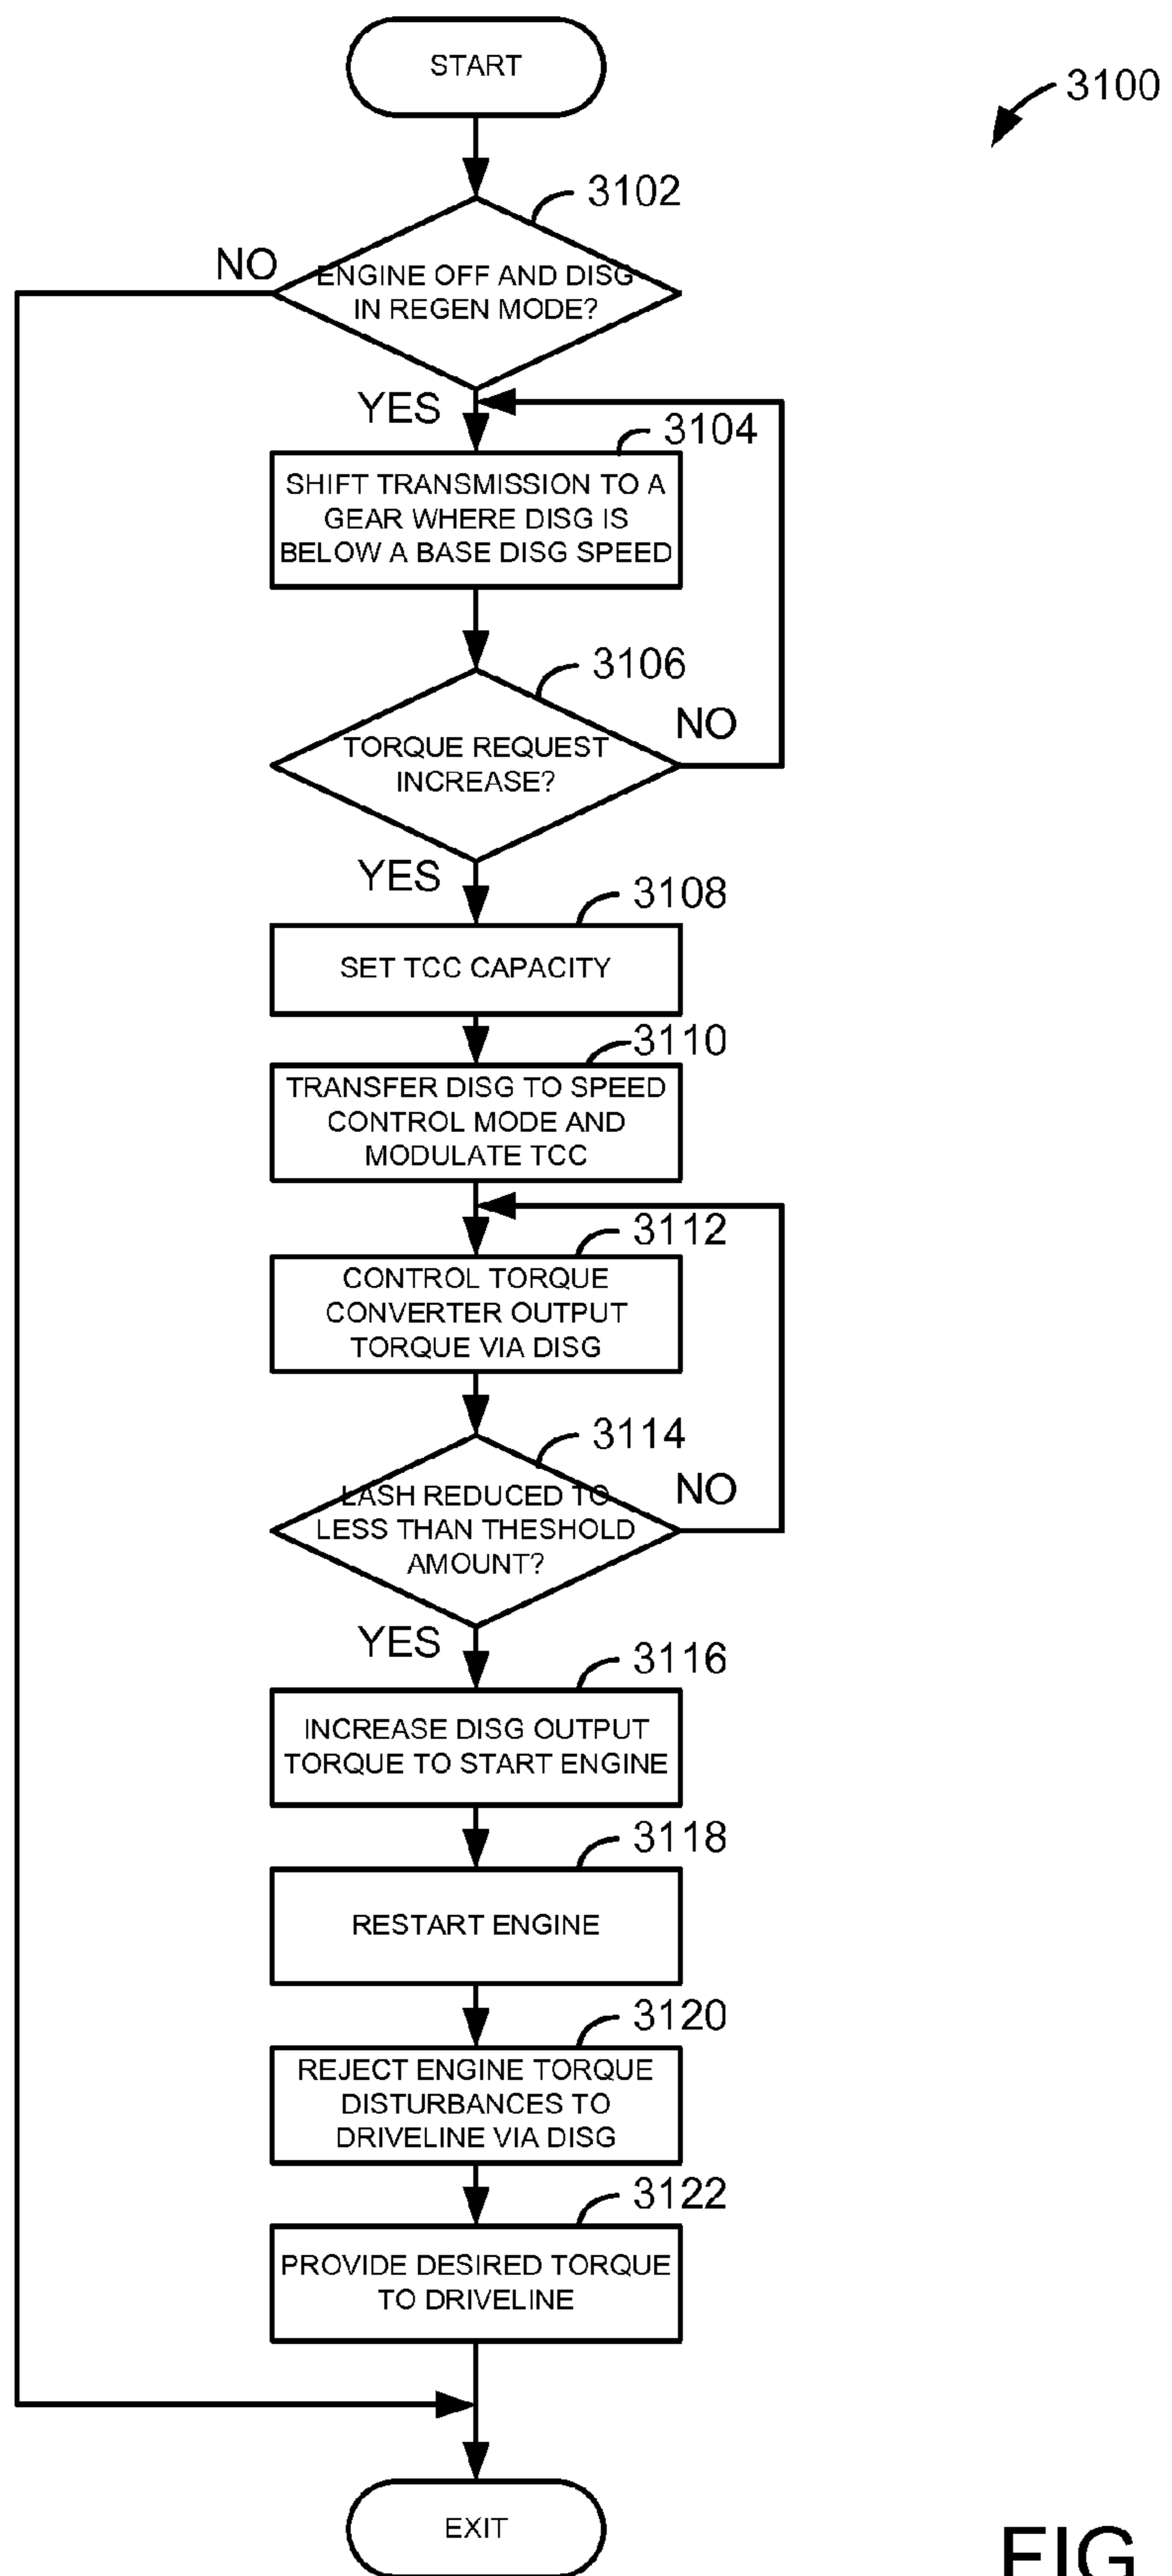 START
3100
3102
NO
ENGINE OFF AND DISG
IN REGEN MODE?
YES
3104
SHIFT TRANSMISSION TO A
GEAR WHERE DISG IS
BELOW A BASE DISG SPEED
3106
NO
TORQUE REQUEST
INCREASE?
YES
3108
SET TCC CAPACITY
3110
TRANSFER DISG TO SPEED
CONTROL MODE AND
MODULATE TCC
3112
CONTROL TORQUE
CONVERTER OUTPUT
TORQUE VIA DISG
3114
NO
LASH REDUCED TO
LESS THAN THESHOLD
AMOUNT?
YES
3116
INCREASE DISG OUTPUT
TORQUE TO START ENGINE
3118
RESTART ENGINE
3120
REJECT ENGINE TORQUE
DISTURBANCES TO
DRIVELINE VIA DISG
3122
PROVIDE DESIRED TORQUE
TO DRIVELINE
EXIT
FIG